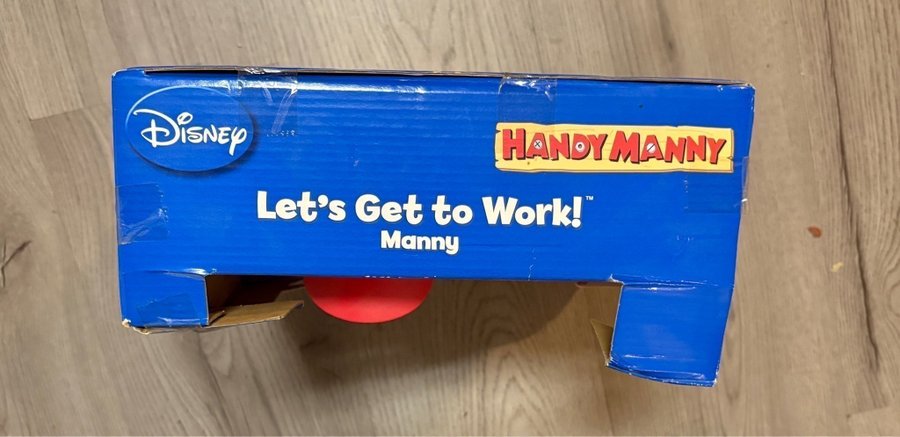 Disney
HANDY MANNY
Let's Get to Work!™
Manny